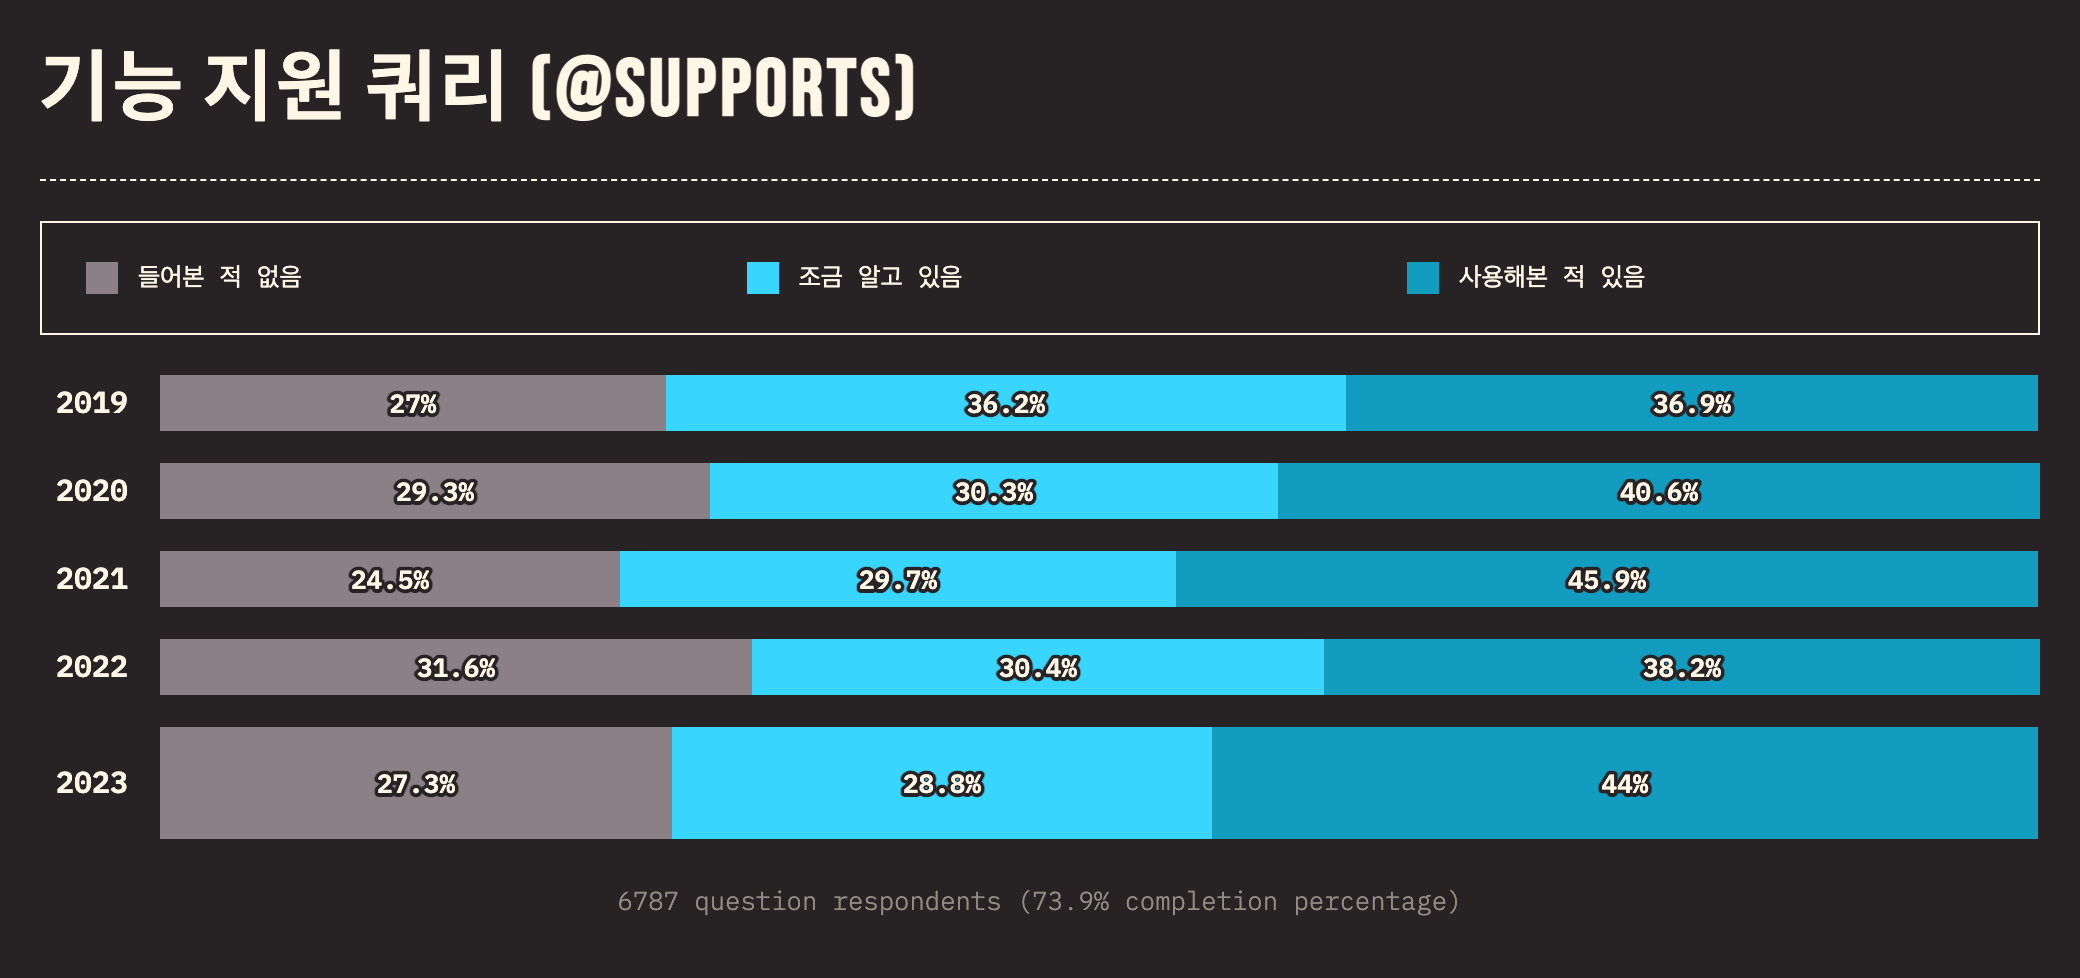 기능 지원 쿼리 (@SUPPORTS)
들어본 적 없음 조금 알고 있음 사용해본 적 있음
2019 27% 36.2% 36.9%
2020 29.3% 30.3% 40.6%
2021 24.5% 29.7% 45.9%
2022 31.6% 30.4% 38.2%
2023 27.3% 28.8% 44%
6787 question respondents (73.9% completion percentage)